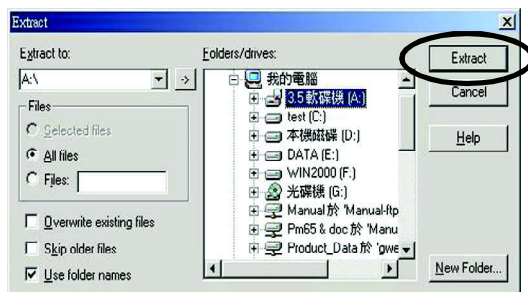 Extract
Extract to:
A:\
Files
Selected files
All files
Files:
Overwrite existing files
Skip older files
Use folder names
Folders/drives:
我的電腦
3.5 軟碟機 (A:)
test (C:)
本機磁碟 (D:)
DATA (E:)
WIN2000 (F:)
光碟機 (G:)
Manual 於 'Manual-ftp
Pm65 & doc 於 'Manu
Product_Data 於 'gwe
Extract
Cancel
Help
New Folder...